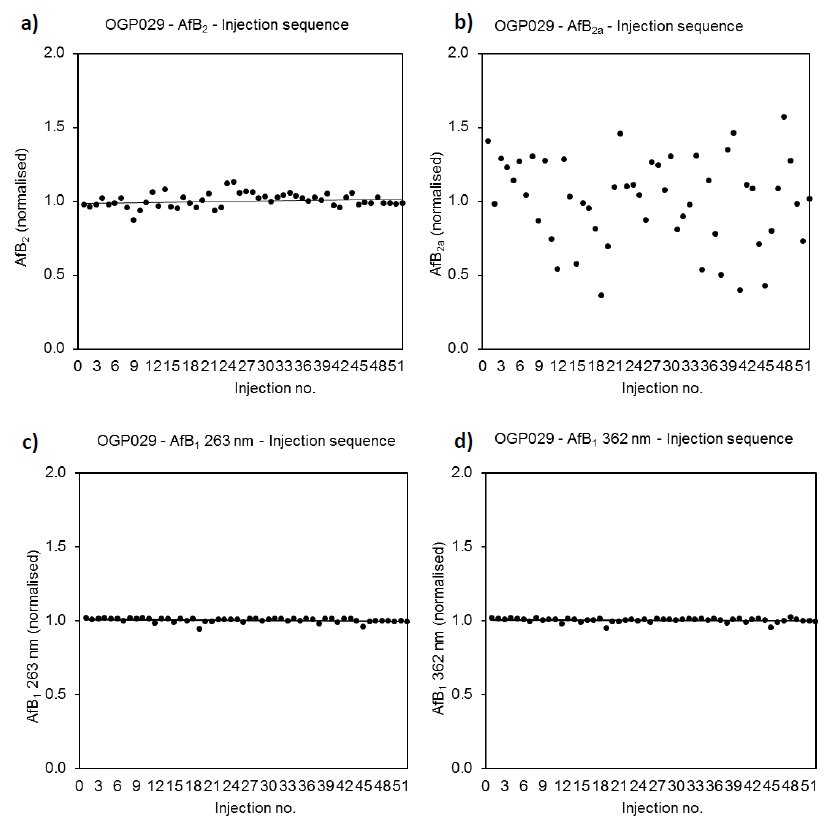 a)
OGP029 - AfB₂ - Injection sequence
2.0
1.5
1.0
0.5
0.0
AfB₂ (normalised)
0 3 6 9 12 15 18 21 24 27 30 33 36 39 42 45 48 51
Injection no.
b)
OGP029 - AfB₂ₐ - Injection sequence
2.0
1.5
1.0
0.5
0.0
AfB₂ₐ (normalised)
0 3 6 9 12 15 18 21 24 27 30 33 36 39 42 45 48 51
Injection no.
c)
OGP029 - AfB₁ 263 nm - Injection sequence
2.0
1.5
1.0
0.5
0.0
AfB₁ 263 nm (normalised)
0 3 6 9 12 15 18 21 24 27 30 33 36 39 42 45 48 51
Injection no.
d)
OGP029 - AfB₁ 362 nm - Injection sequence
2.0
1.5
1.0
0.5
0.0
AfB₁ 362 nm (normalised)
0 3 6 9 12 15 18 21 24 27 30 33 36 39 42 45 48 51
Injection no.